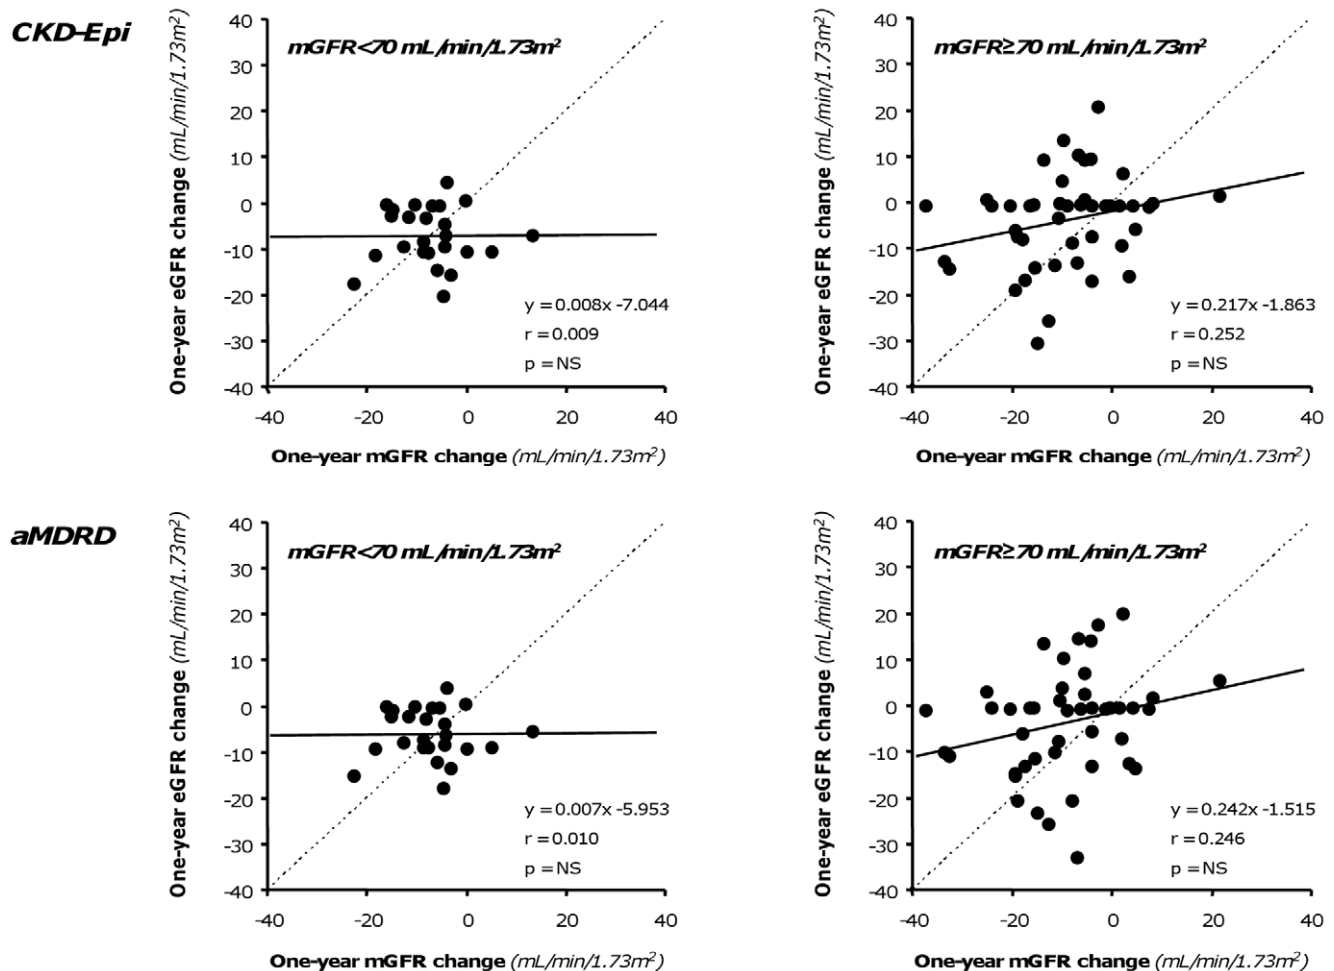 CKD-Epi
mGFR<70 mL/min/1.73m²
One-year eGFR change (mL/min/1.73m²)
40
30
20
10
0
-10
-20
-30
-40
y = 0.008x -7.044
r = 0.009
p = NS
-40 -20 0 20 40
One-year mGFR change (mL/min/1.73m²)
mGFR≥70 mL/min/1.73m²
One-year eGFR change (mL/min/1.73m²)
40
30
20
10
0
-10
-20
-30
-40
y = 0.217x -1.863
r = 0.252
p = NS
-40 -20 0 20 40
One-year mGFR change (mL/min/1.73m²)
aMDRD
mGFR<70 mL/min/1.73m²
One-year eGFR change (mL/min/1.73m²)
40
30
20
10
0
-10
-20
-30
-40
y = 0.007x -5.953
r = 0.010
p = NS
-40 -20 0 20 40
One-year mGFR change (mL/min/1.73m²)
mGFR≥70 mL/min/1.73m²
One-year eGFR change (mL/min/1.73m²)
40
30
20
10
0
-10
-20
-30
-40
y = 0.242x -1.515
r = 0.246
p = NS
-40 -20 0 20 40
One-year mGFR change (mL/min/1.73m²)